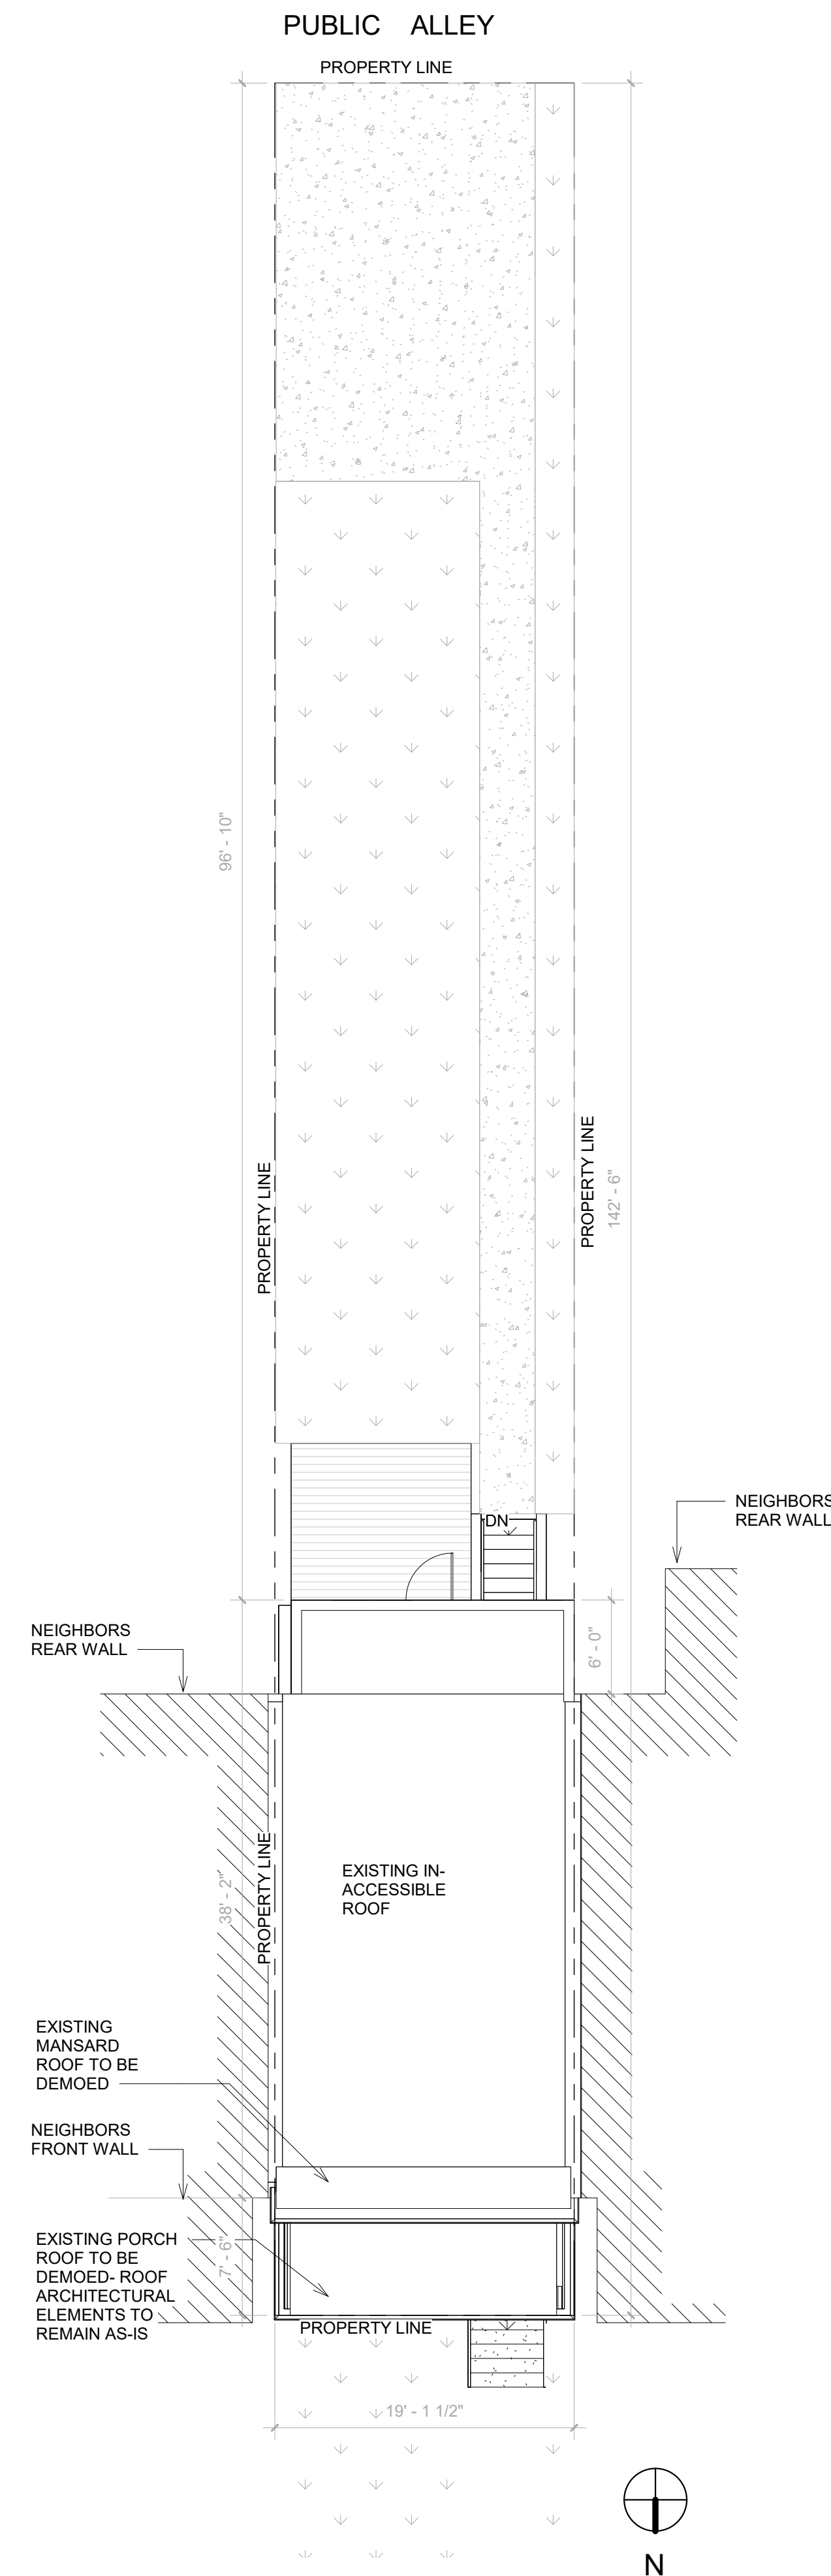 PUBLIC ALLEY
PROPERTY LINE
96' - 10"
PROPERTY LINE
PROPERTY LINE
142' - 6"
DN
NEIGHBORS
REAR WALL
NEIGHBORS
REAR WALL
6' - 0"
38' - 2"
PROPERTY LINE
EXISTING IN-
ACCESSIBLE
ROOF
EXISTING
MANSARD
ROOF TO BE
DEMOED
NEIGHBORS
FRONT WALL
EXISTING PORCH
ROOF TO BE
DEMOED- ROOF
ARCHITECTURAL
ELEMENTS TO
REMAIN AS-IS
7' - 6"
PROPERTY LINE
19' - 1 1/2"
N